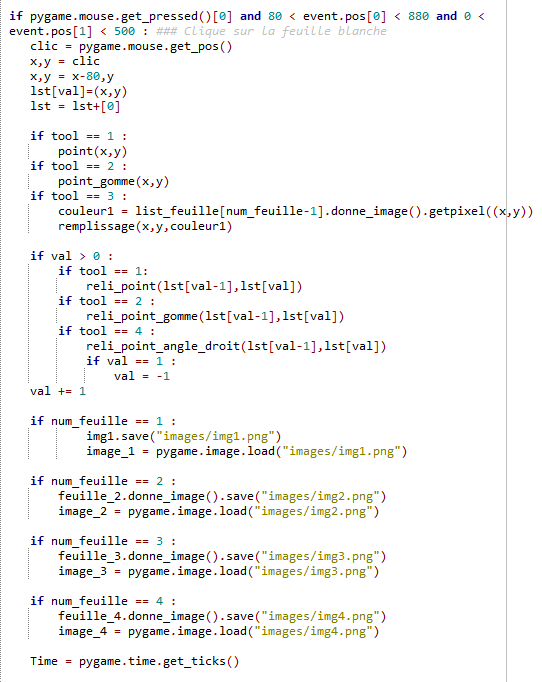 if pygame.mouse.get_pressed()[0] and 80 < event.pos[0] < 880 and 0 <
event.pos[1] < 500 : ### Clique sur la feuille blanche
clic = pygame.mouse.get_pos()
x,y = clic
x,y = x-80,y
lst[val]=(x,y)
lst = lst+[0]
if tool == 1 :
point(x,y)
if tool == 2 :
point_gomme(x,y)
if tool == 3 :
couleur1 = list_feuille[num_feuille-1].donne_image().getpixel((x,y))
remplissage(x,y,couleur1)
if val > 0 :
if tool == 1:
reli_point(lst[val-1],lst[val])
if tool == 2 :
reli_point_gomme(lst[val-1],lst[val])
if tool == 4 :
reli_point_angle_droit(lst[val-1],lst[val])
if val == 1 :
val = -1
val += 1
if num_feuille == 1 :
img1.save("images/img1.png")
image_1 = pygame.image.load("images/img1.png")
if num_feuille == 2 :
feuille_2.donne_image().save("images/img2.png")
image_2 = pygame.image.load("images/img2.png")
if num_feuille == 3 :
feuille_3.donne_image().save("images/img3.png")
image_3 = pygame.image.load("images/img3.png")
if num_feuille == 4 :
feuille_4.donne_image().save("images/img4.png")
image_4 = pygame.image.load("images/img4.png")
Time = pygame.time.get_ticks()